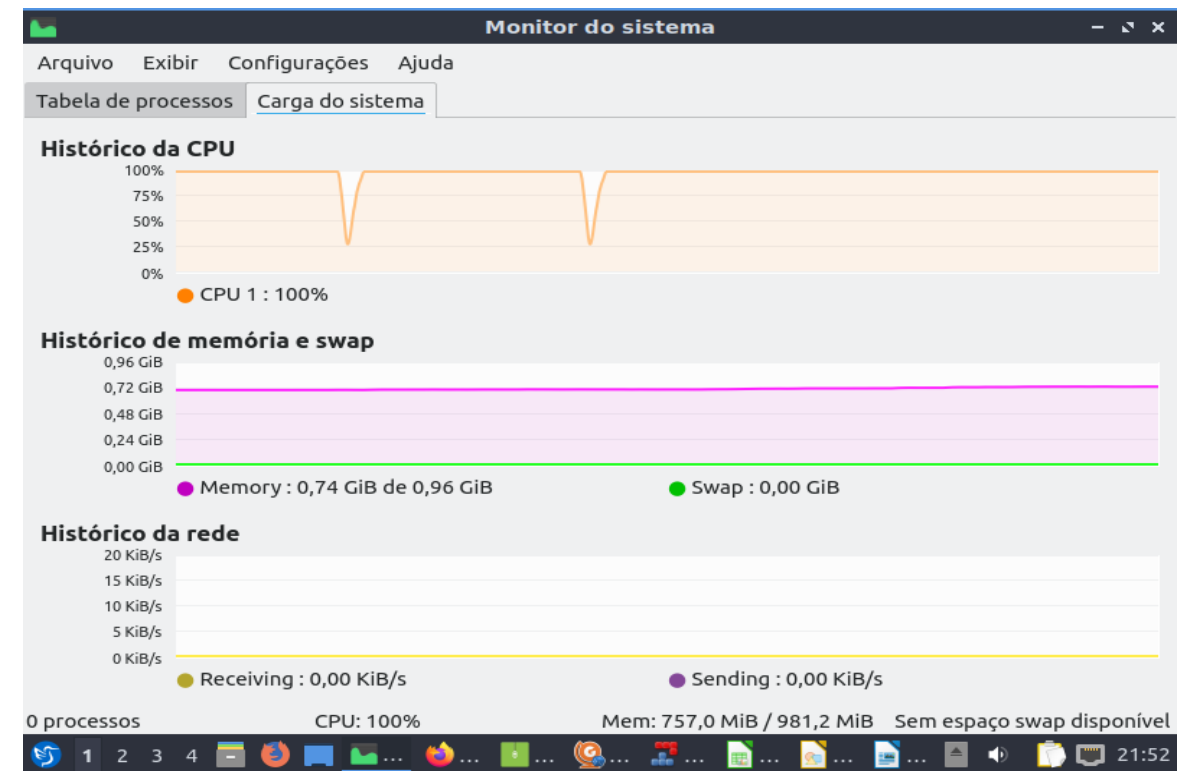 Monitor do sistema
Arquivo Exibir Configurações Ajuda
Tabela de processos Carga do sistema
Histórico da CPU
100%
75%
50%
25%
0%
CPU 1 : 100%
Histórico de memória e swap
0,96 GiB
0,72 GiB
0,48 GiB
0,24 GiB
0,00 GiB
Memory : 0,74 GiB de 0,96 GiB Swap : 0,00 GiB
Histórico da rede
20 KiB/s
15 KiB/s
10 KiB/s
5 KiB/s
0 KiB/s
Receiving : 0,00 KiB/s Sending : 0,00 KiB/s
0 processos CPU: 100% Mem: 757,0 MiB / 981,2 MiB Sem espaço swap disponível
1 2 3 4 ... ... ... ... ... ... ... ... 21:52